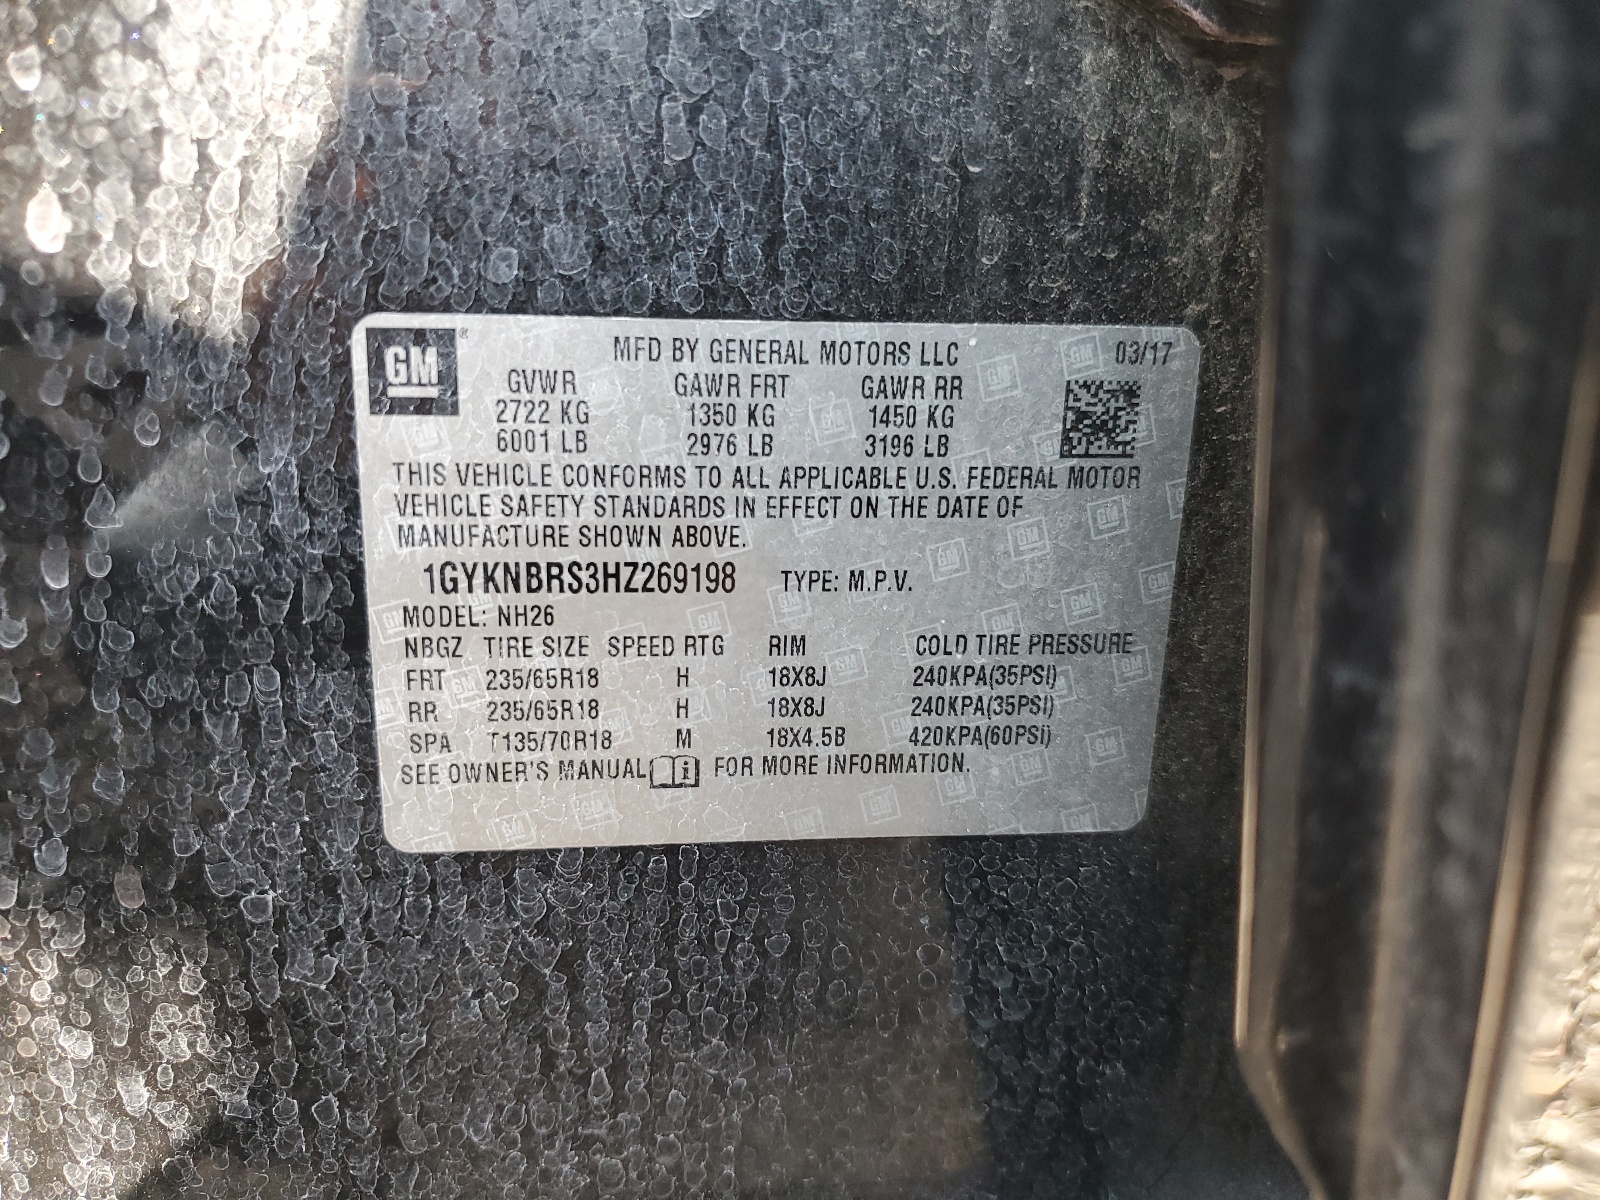 GM ® MFD BY GENERAL MOTORS LLC 03/17
GVWR GAWR FRT GAWR RR
2722 KG 1350 KG 1450 KG
6001 LB 2976 LB 3196 LB
THIS VEHICLE CONFORMS TO ALL APPLICABLE U.S. FEDERAL MOTOR
VEHICLE SAFETY STANDARDS IN EFFECT ON THE DATE OF
MANUFACTURE SHOWN ABOVE.
1GYKNBRS3HZ269198 TYPE: M.P.V.
MODEL: NH26
NBGZ TIRE SIZE SPEED RTG RIM COLD TIRE PRESSURE
FRT 235/65R18 H 18X8J 240KPA(35PSI)
RR 235/65R18 H 18X8J 240KPA(35PSI)
SPA T135/70R18 M 18X4.5B 420KPA(60PSI)
SEE OWNER'S MANUAL FOR MORE INFORMATION.